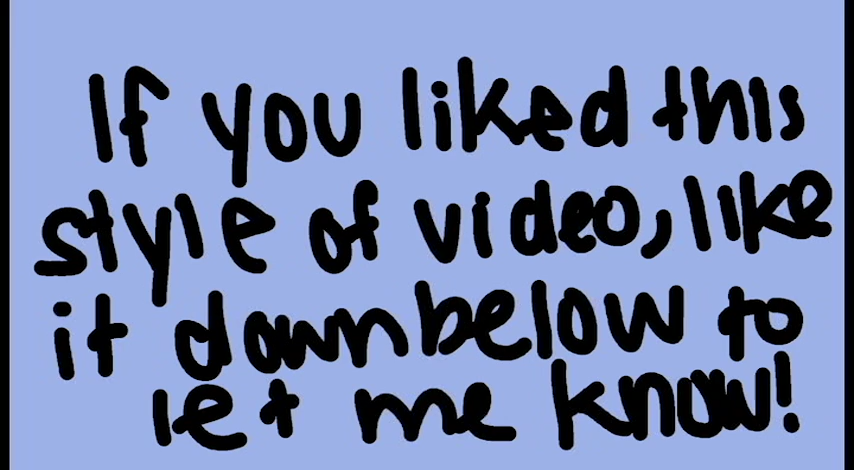 If you liked this
style of video, like
it down below to
let me know!